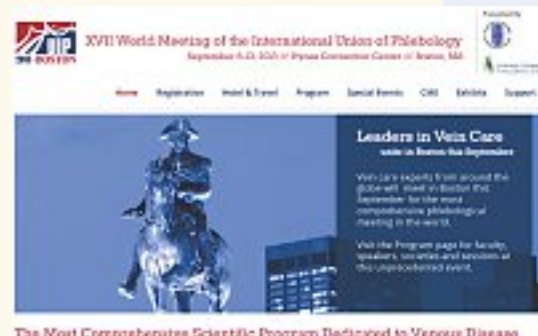 BOSTON
XVII World Meeting of the International Union of Phlebology
September 8-13, 2013 // Hynes Convention Center // Boston, MA
Presented by
Home Registration Hotel & Travel Program Special Events CME Exhibits Support
Leaders in Vein Care
unite in Boston this September
Vein care experts from around the
globe will meet in Boston this
September for the most
comprehensive phlebological
meeting in the world.
Visit the Program page for faculty,
speakers, societies and sessions at
this unprecedented event.
The Most Comprehensive Scientific Program Dedicated to Venous Disease